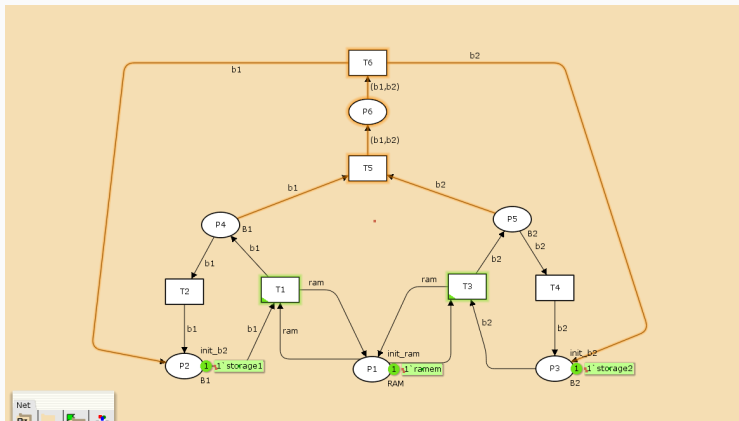 T6
b1
b2
(b1,b2)
P6
(b1,b2)
T5
b1
b2
P4
B1
P5
B2
b1
b1
b2
b2
T2
T1
ram
ram
T3
T4
b1
b1
ram
b2
b2
init_b2
init_ram
init_b2
P2
1
1`storage1
P1
1
1`ramem
P3
1
1`storage2
B1
RAM
B2
Net